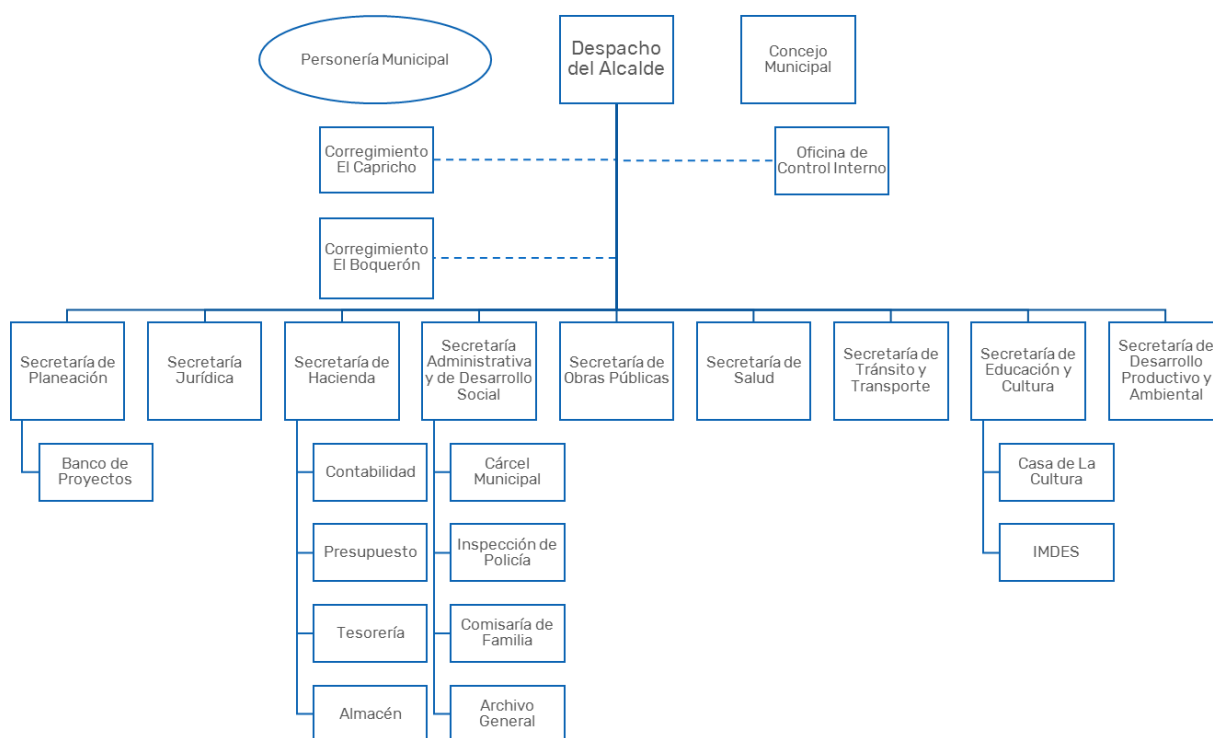 Personería Municipal
Despacho
del Alcalde
Concejo
Municipal
Corregimiento
El Capricho
Oficina de
Control Interno
Corregimiento
El Boquerón
Secretaría de
Planeación
Secretaría
Jurídica
Secretaría de
Hacienda
Secretaría
Administrativa
y de Desarrollo
Social
Secretaría de
Obras Públicas
Secretaría de
Salud
Secretaría de
Tránsito y
Transporte
Secretaría de
Educación y
Cultura
Secretaría de
Desarrollo
Productivo y
Ambiental
Banco de
Proyectos
Contabilidad
Cárcel
Municipal
Casa de La
Cultura
Presupuesto
Inspección de
Policía
IMDES
Tesorería
Comisaría de
Familia
Almacén
Archivo
General